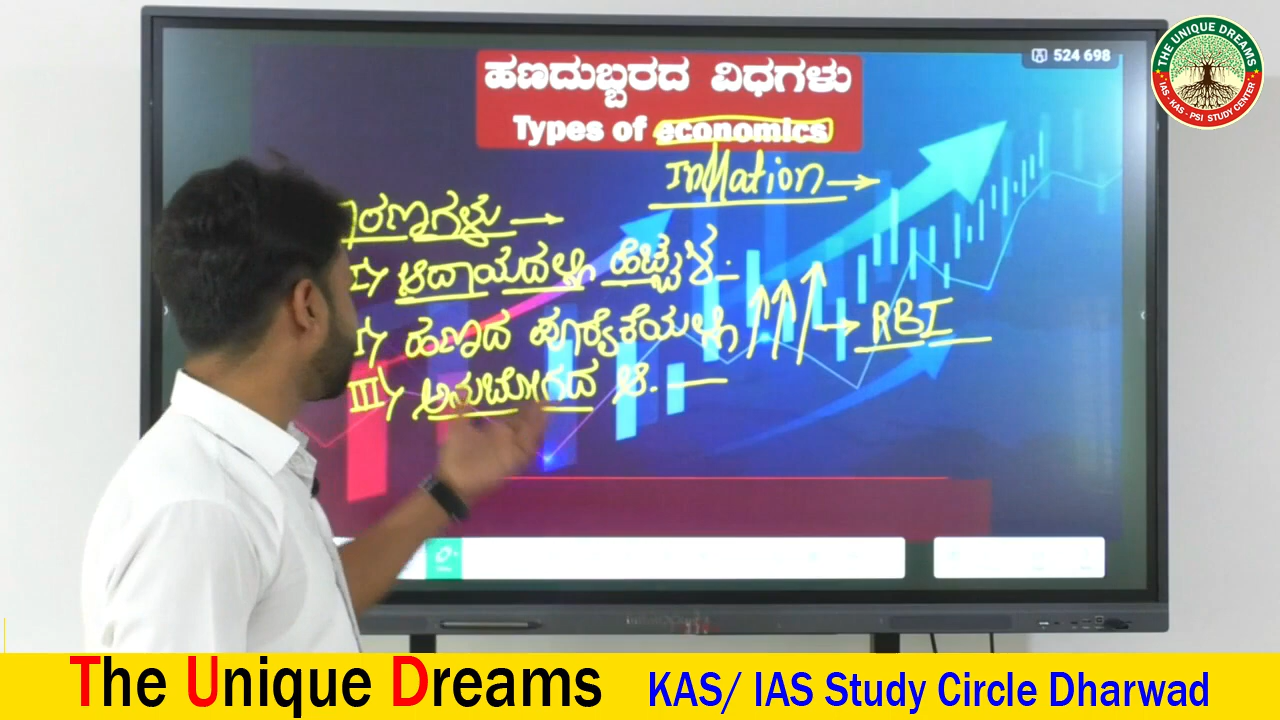 THE UNIQUE DREAMS
IAS - KAS - PSI STUDY CENTER
524 698
ಹಣದುಬ್ಬರದ ವಿಧಗಳು
Types of economics
Inflation →
ರಣಗಳು →
I> ಆದಾಯದಲ್ಲಿ ಹೆಚ್ಚಳ.
I> ಹಣದ ಪೂರೈಕೆಯಲ್ಲಿ ↑↑↑ → RBI
III> ಅನುಬೋಗದ ಆ. —
The Unique Dreams KAS/ IAS Study Circle Dharwad